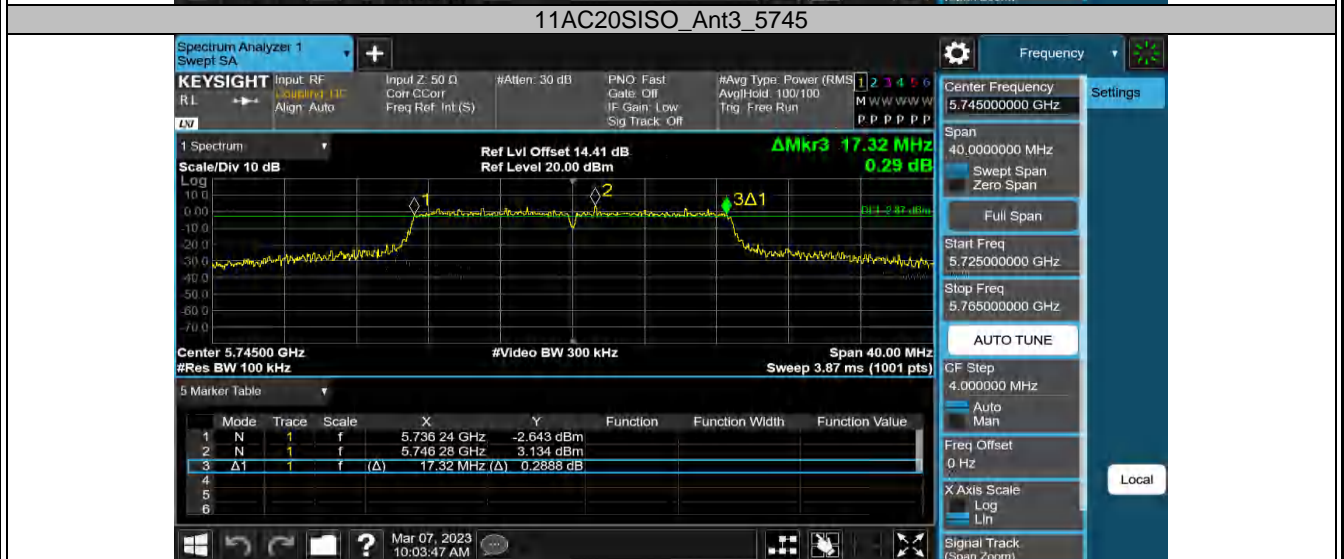 11AC20SISO_Ant3_5745
Spectrum Analyzer 1
Swept SA
Frequency
KEYSIGHT
Input: RF
Input Z: 50 Ω
#Atten: 30 dB
PNO: Fast
#Avg Type: Power (RMS
1 2 3 4 5 6
R L
Coupling: DC
Corr CCorr
Gate: Off
Avg|Hold: 100/100
M W W W W W
Align: Auto
Freq Ref: Int (S)
IF Gain: Low
Trig: Free Run
Sig Track: Off
P P P P P P
LXI
Center Frequency
5.745000000 GHz
Settings
1 Spectrum
Ref Lvl Offset 14.41 dB
ΔMkr3 17.32 MHz
Scale/Div 10 dB
Ref Level 20.00 dBm
0.29 dB
Log
10.0
0.00
-10.0
-20.0
-30.0
-40.0
-50.0
-60.0
-70.0
1
2
3Δ1
DL1 -2.87 dBm
Center 5.74500 GHz
#Video BW 300 kHz
Span 40.00 MHz
#Res BW 100 kHz
Sweep 3.87 ms (1001 pts)
Span
40.0000000 MHz
Swept Span
Zero Span
Full Span
Start Freq
5.725000000 GHz
Stop Freq
5.765000000 GHz
AUTO TUNE
CF Step
4.000000 MHz
Auto
Man
Freq Offset
0 Hz
X Axis Scale
Log
Lin
Signal Track
(Span Zoom)
Local
5 Marker Table
Mode Trace Scale X Y Function Function Width Function Value
1 N 1 f 5.736 24 GHz -2.643 dBm
2 N 1 f 5.746 28 GHz 3.134 dBm
3 Δ1 1 f (Δ) 17.32 MHz (Δ) 0.2888 dB
4
5
6
?
Mar 07, 2023
10:03:47 AM